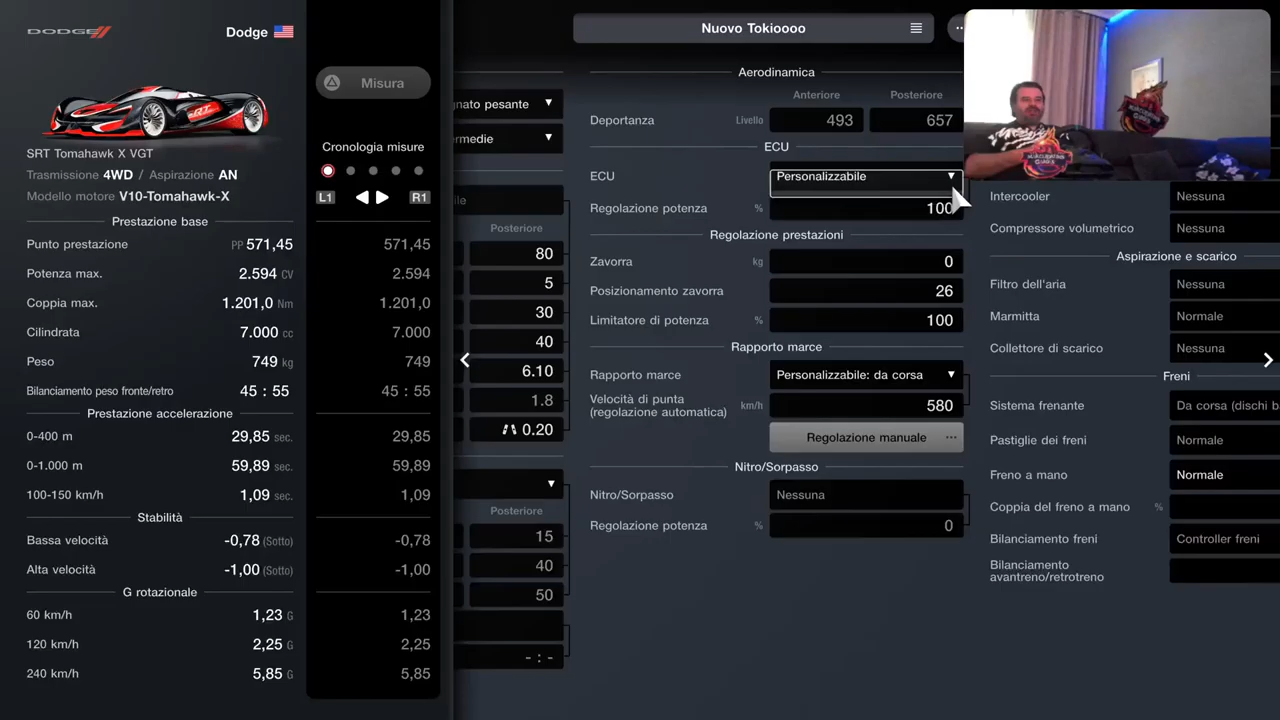 DODGE
Dodge
SRT Tomahawk X VGT
Trasmissione 4WD / Aspirazione AN
Modello motore V10-Tomahawk-X
Prestazione base
Punto prestazione PP 571,45
Potenza max. 2.594 CV
Coppia max. 1.201,0 Nm
Cilindrata 7.000 cc
Peso 749 kg
Bilanciamento peso fronte/retro 45 : 55
Prestazione accelerazione
0-400 m 29,85 sec.
0-1.000 m 59,89 sec.
100-150 km/h 1,09 sec.
Stabilità
Bassa velocità -0,78 (Sotto)
Alta velocità -1,00 (Sotto)
G rotazionale
60 km/h 1,23 G
120 km/h 2,25 G
240 km/h 5,85 G
Misura
Cronologia misure
L1 R1
571,45
2.594
1.201,0
7.000
749
45 : 55
29,85
59,89
1,09
-0,78
-1,00
1,23
2,25
5,85
Nuovo Tokioooo
gnato pesante
ermedie
ile
Posteriore
80
5
30
40
6.10
1.8
0.20
Posteriore
15
40
50
- : -
Aerodinamica
Anteriore Posteriore
Deportanza Livello 493 657
ECU
ECU Personalizzabile
Regolazione potenza % 100
Regolazione prestazioni
Zavorra kg 0
Posizionamento zavorra 26
Limitatore di potenza % 100
Rapporto marce
Rapporto marce Personalizzabile: da corsa
Velocità di punta
(regolazione automatica) km/h 580
Regolazione manuale
Nitro/Sorpasso
Nitro/Sorpasso Nessuna
Regolazione potenza % 0
Intercooler Nessuna
Compressore volumetrico Nessuna
Aspirazione e scarico
Filtro dell'aria Nessuna
Marmitta Normale
Collettore di scarico Nessuna
Freni
Sistema frenante Da corsa (dischi b
Pastiglie dei freni Normale
Freno a mano Normale
Coppia del freno a mano %
Bilanciamento freni Controller freni
Bilanciamento
avantreno/retrotreno